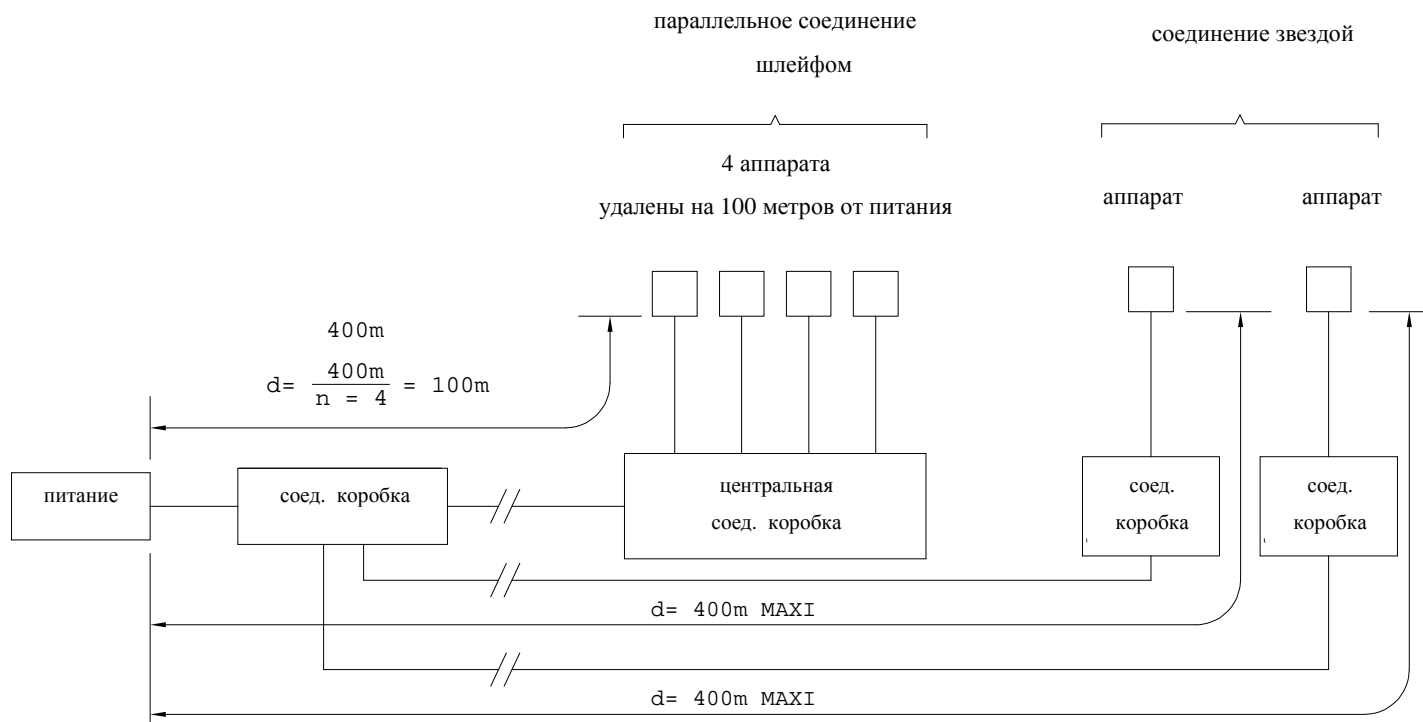 параллельное соединение
шлейфом
соединение звездой
4 аппарата
удалены на 100 метров от питания
аппарат
аппарат
400m
d= 400m = 100m
n = 4
питание
соед. коробка
центральная
соед. коробка
соед.
коробка
соед.
коробка
d= 400m MAXI
d= 400m MAXI